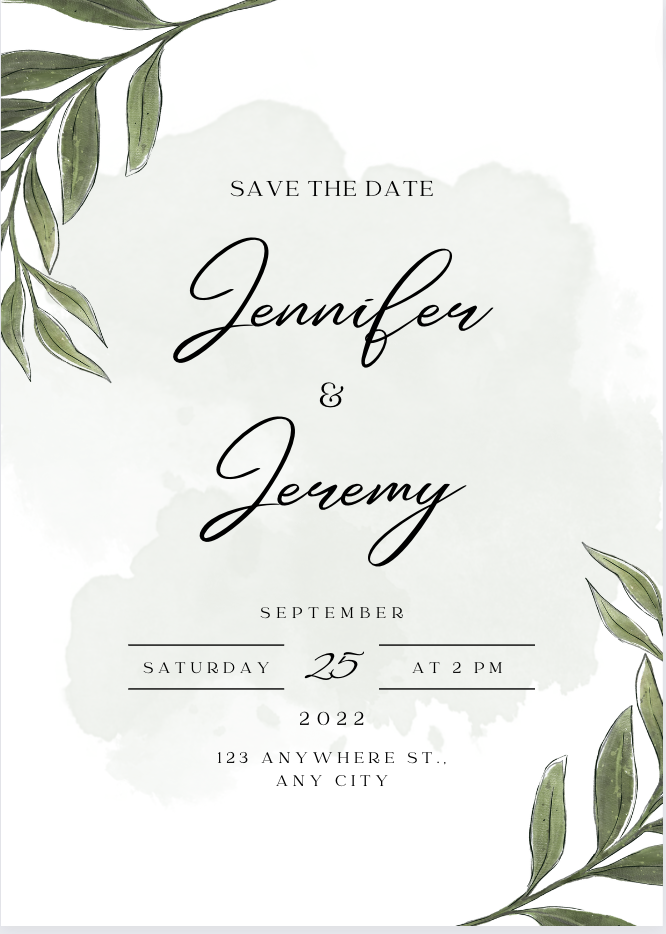 SAVE THE DATE
Jennifer
&
Jeremy
SEPTEMBER
SATURDAY 25 AT 2 PM
2022
123 ANYWHERE ST.,
ANY CITY